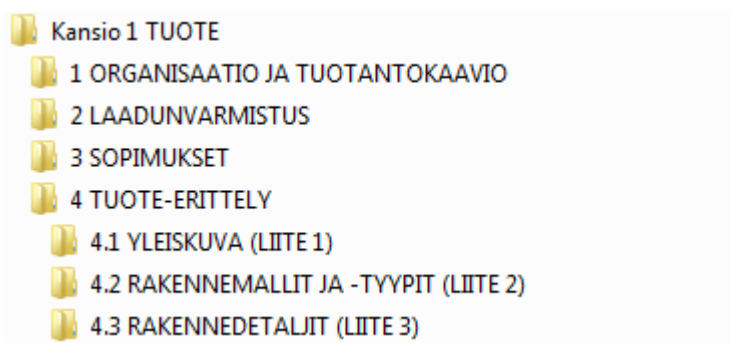 Kansio 1 TUOTE
1 ORGANISAATIO JA TUOTANTOKAAVIO
2 LAADUNVARMISTUS
3 SOPIMUKSET
4 TUOTE-ERITTELY
4.1 YLEISKUVA (LIITE 1)
4.2 RAKENNEMALLIT JA -TYYPIT (LIITE 2)
4.3 RAKENNEDETALJIT (LIITE 3)